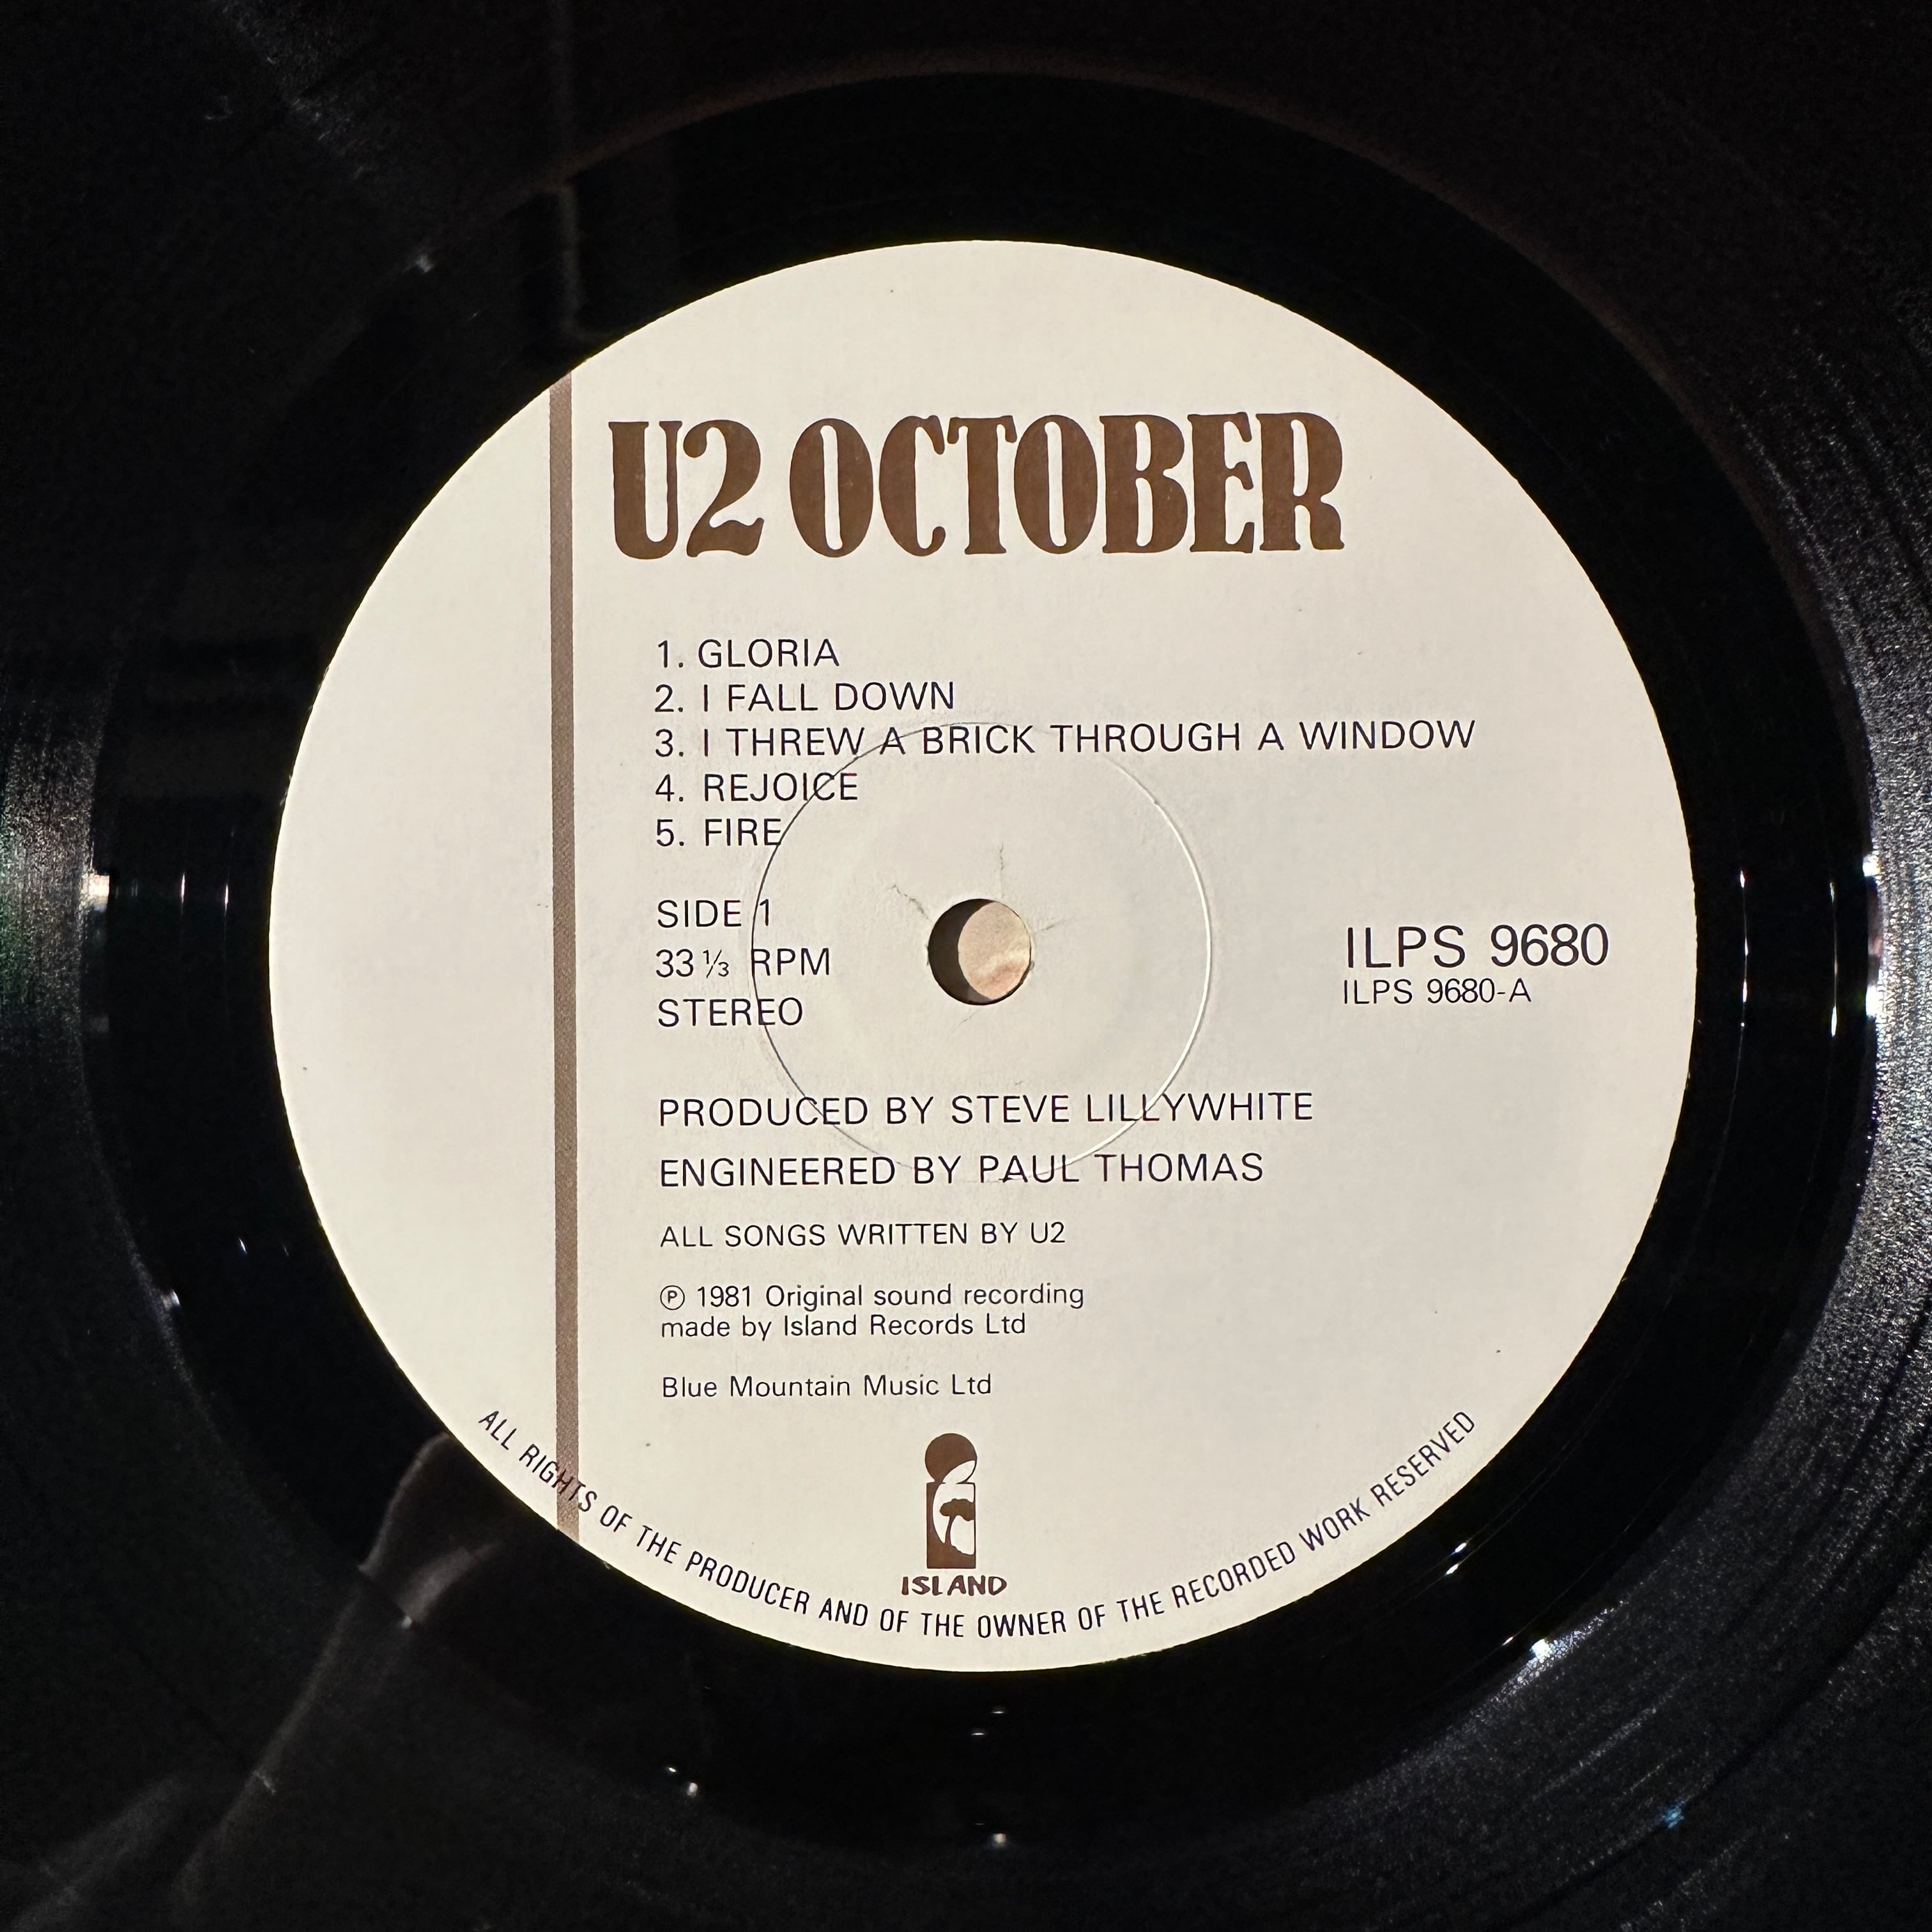 U2 OCTOBER
1. GLORIA
2. I FALL DOWN
3. I THREW A BRICK THROUGH A WINDOW
4. REJOICE
5. FIRE
SIDE 1
33 ⅓ RPM
STEREO
ILPS 9680
ILPS 9680-A
PRODUCED BY STEVE LILLYWHITE
ENGINEERED BY PAUL THOMAS
ALL SONGS WRITTEN BY U2
℗ 1981 Original sound recording
made by Island Records Ltd
Blue Mountain Music Ltd
ISLAND
ALL RIGHTS OF THE PRODUCER AND OF THE OWNER OF THE RECORDED WORK RESERVED